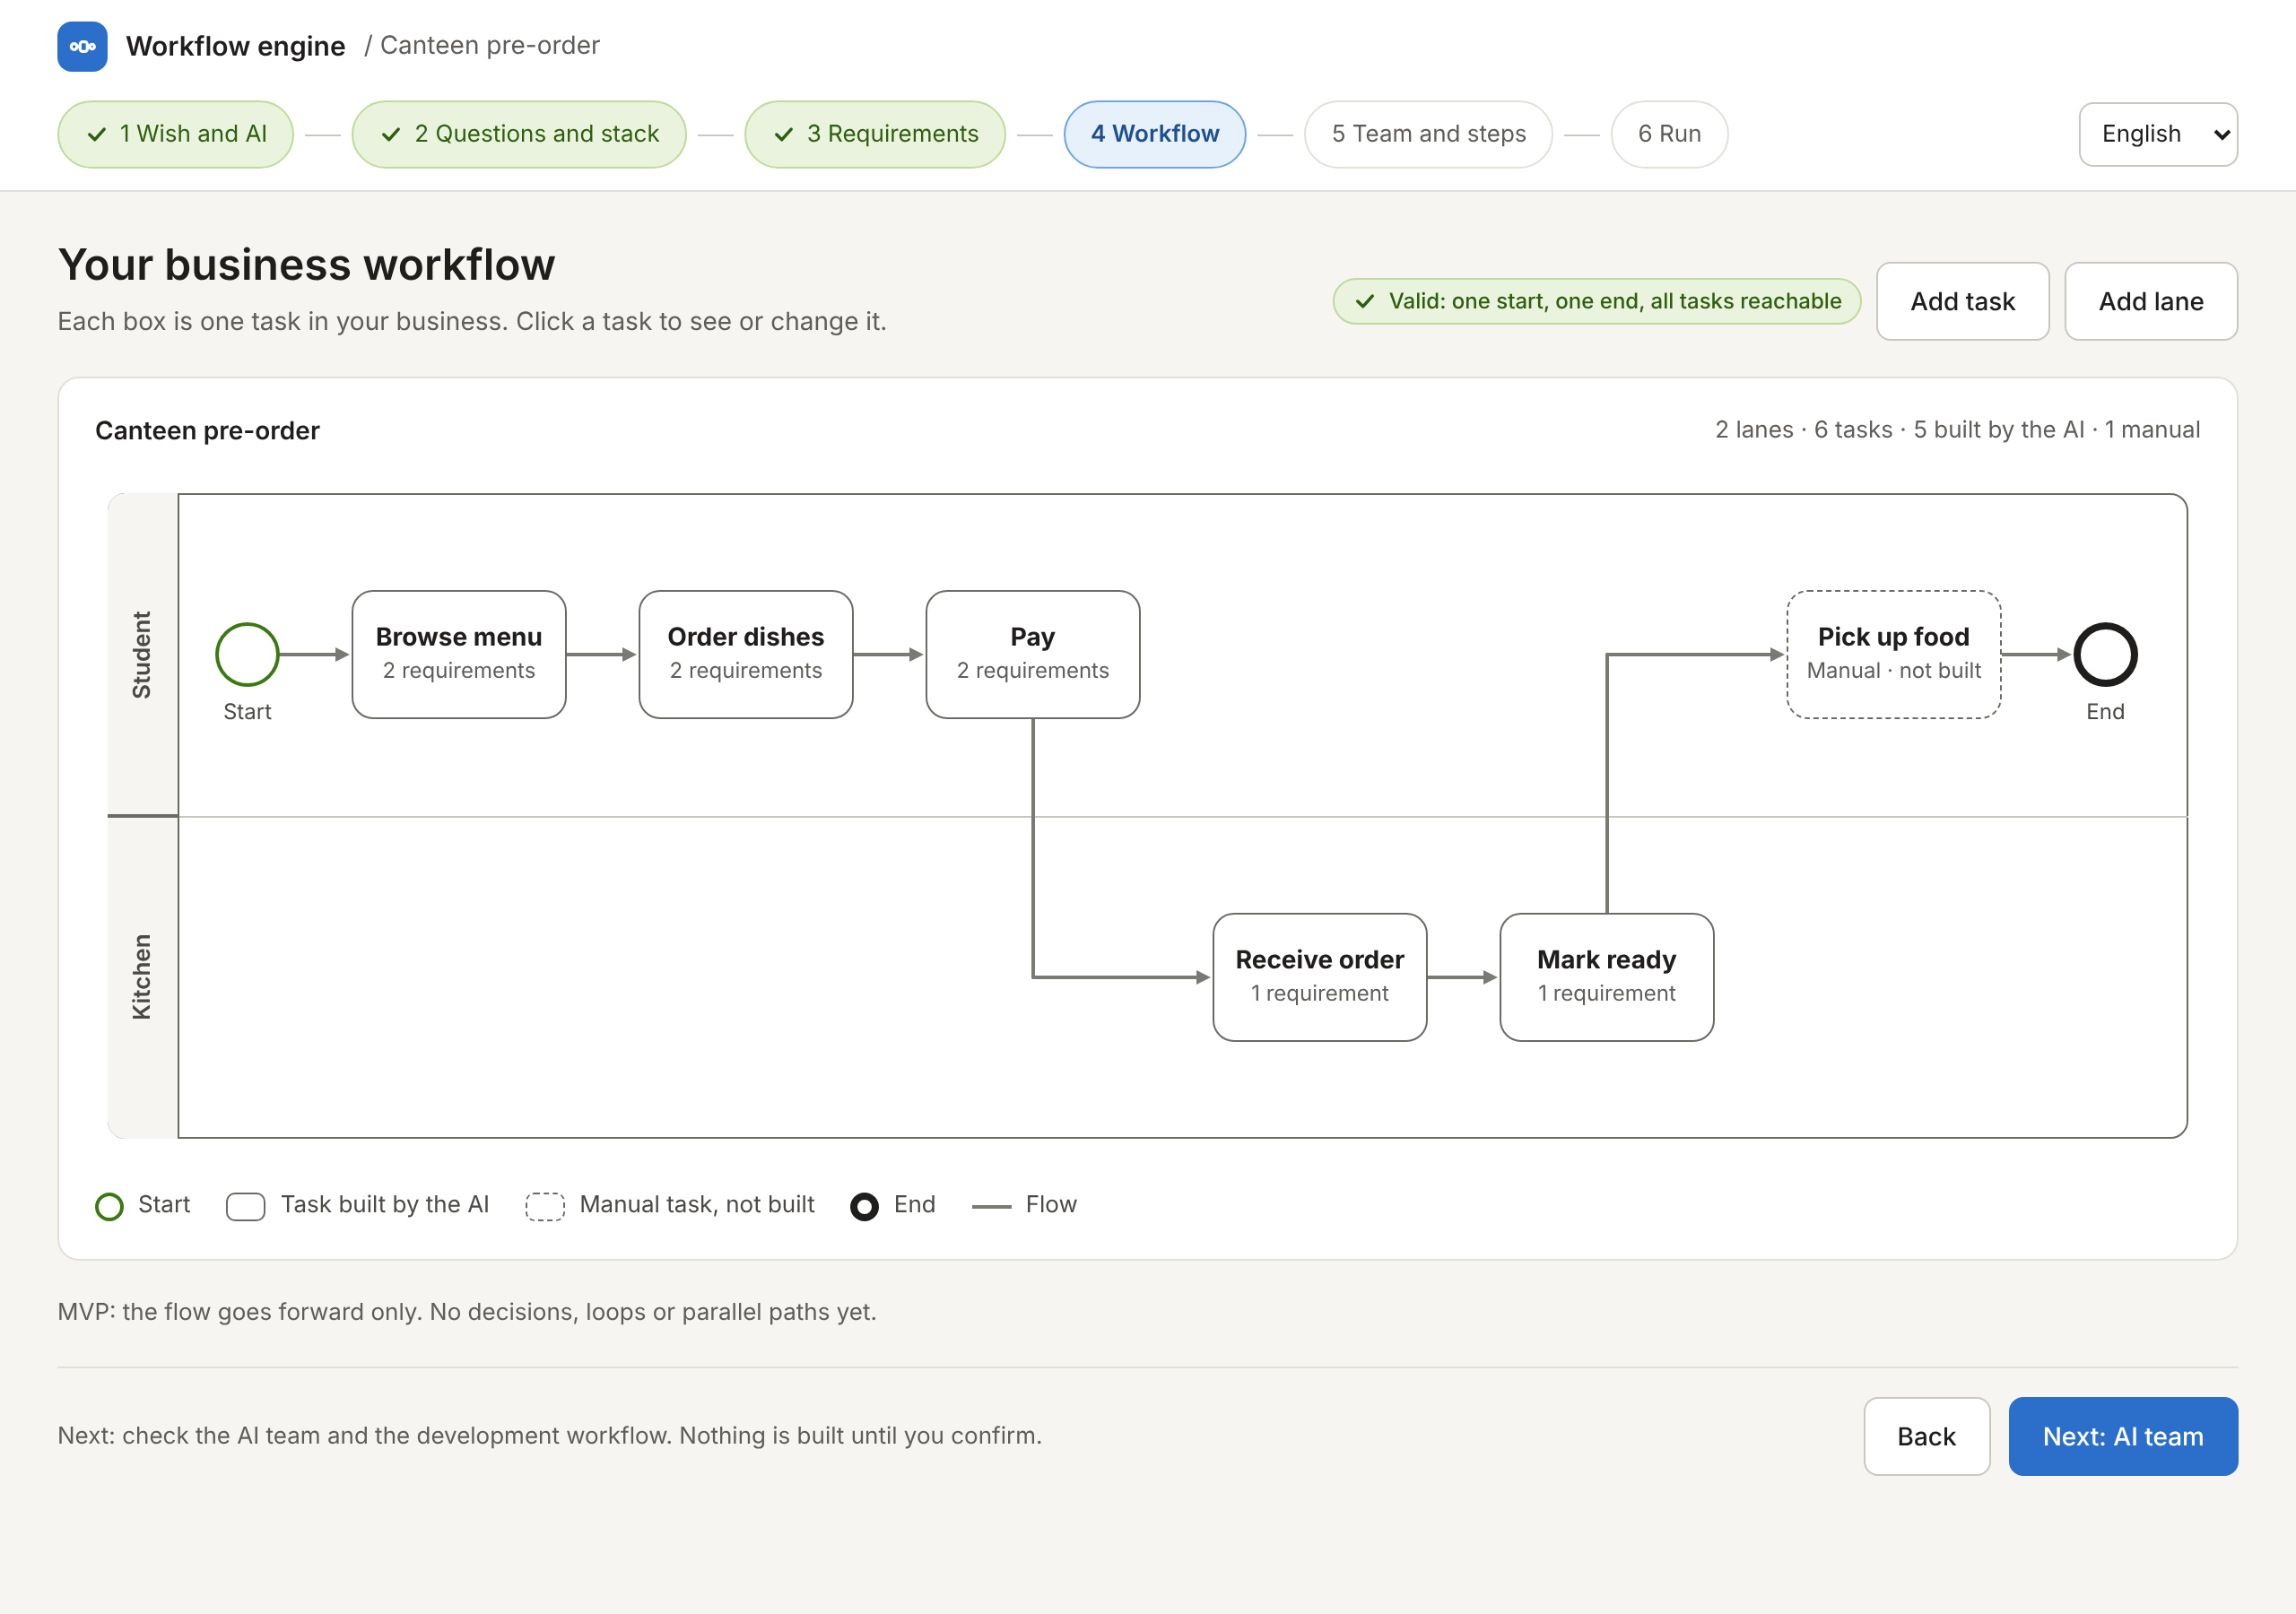 Workflow engine / Canteen pre-order
1 Wish and AI
2 Questions and stack
3 Requirements
4 Workflow
5 Team and steps
6 Run
English
Your business workflow
Each box is one task in your business. Click a task to see or change it.
Valid: one start, one end, all tasks reachable
Add task
Add lane
Canteen pre-order
2 lanes · 6 tasks · 5 built by the AI · 1 manual
Student
Start
Browse menu
2 requirements
Order dishes
2 requirements
Pay
2 requirements
Pick up food
Manual · not built
End
Kitchen
Receive order
1 requirement
Mark ready
1 requirement
Start
Task built by the AI
Manual task, not built
End
Flow
MVP: the flow goes forward only. No decisions, loops or parallel paths yet.
Next: check the AI team and the development workflow. Nothing is built until you confirm.
Back
Next: AI team